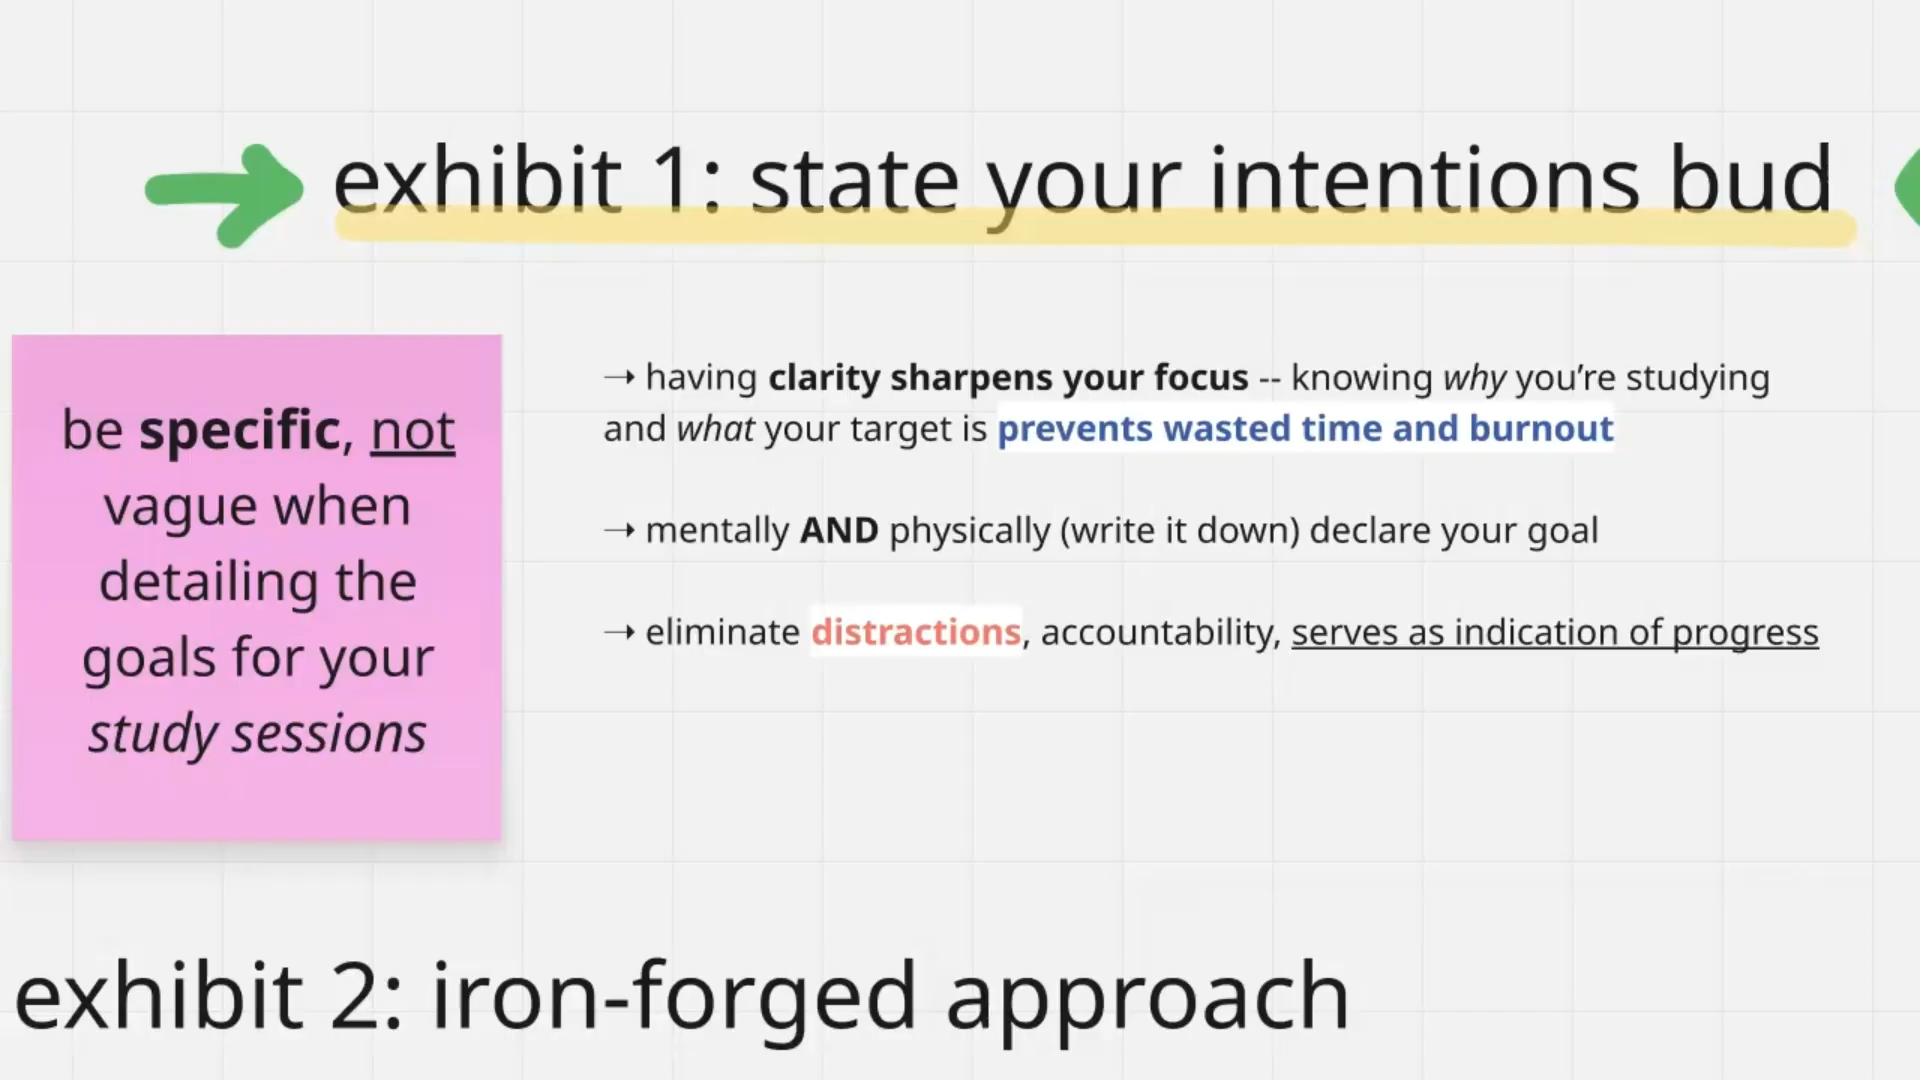 exhibit 1: state your intentions bud
be specific, not
vague when
detailing the
goals for your
study sessions
→ having clarity sharpens your focus -- knowing why you’re studying
and what your target is prevents wasted time and burnout
→ mentally AND physically (write it down) declare your goal
→ eliminate distractions, accountability, serves as indication of progress
exhibit 2: iron-forged approach